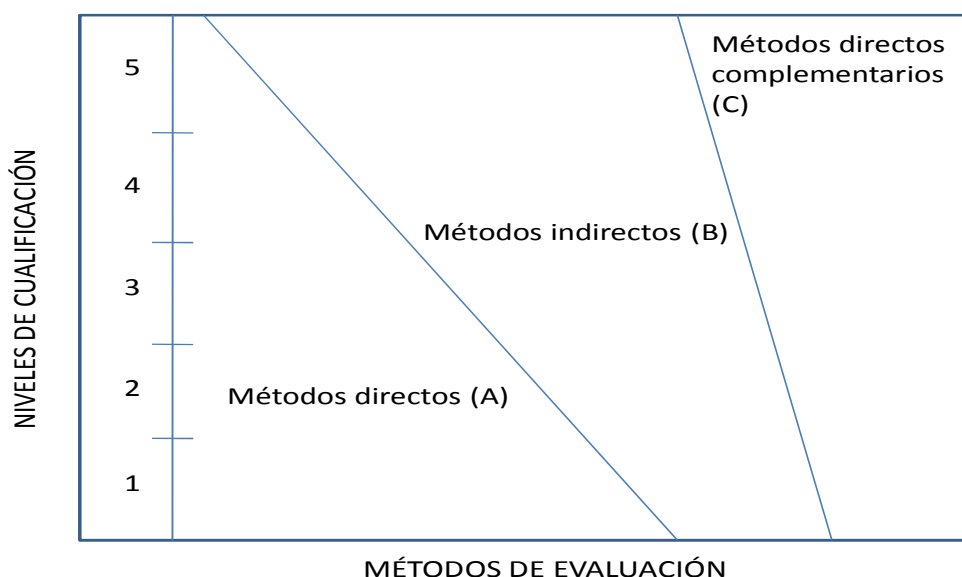 Métodos directos
complementarios
(C)
5
4
Métodos indirectos (B)
3
2
Métodos directos (A)
1
NIVELES DE CUALIFICACIÓN
MÉTODOS DE EVALUACIÓN